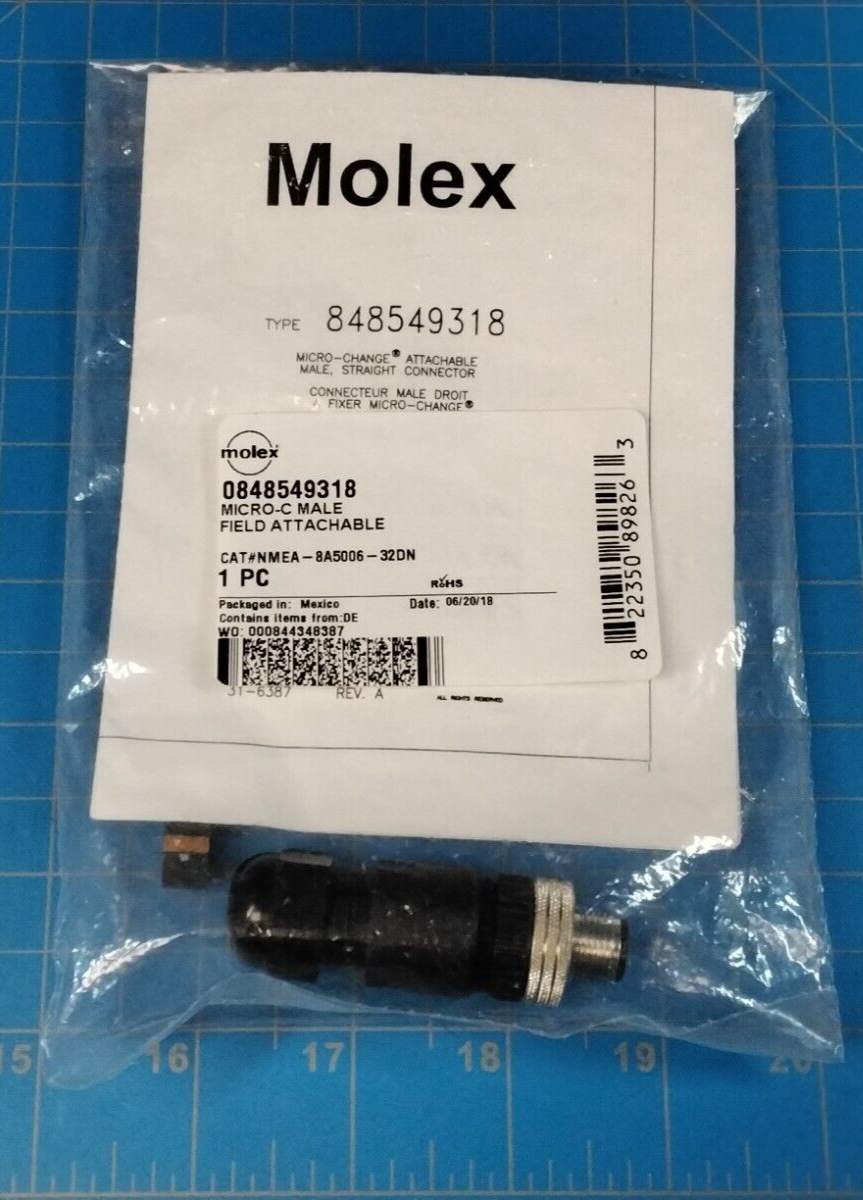 Molex
TYPE 848549318
MICRO-CHANGE® ATTACHABLE
MALE, STRAIGHT CONNECTOR
CONNECTEUR MALE DROIT
FIXER MICRO-CHANGE®
molex
0848549318
MICRO-C MALE
FIELD ATTACHABLE
CAT#NMEA-8A5006-32DN
1 PC
RoHS
Packaged in: Mexico Date: 06/20/18
Contains items from:DE
WO: 000844348387
8 22350 89826 3
31-6387 REV. A
ALL RIGHTS RESERVED
15 16 17 18 19 20